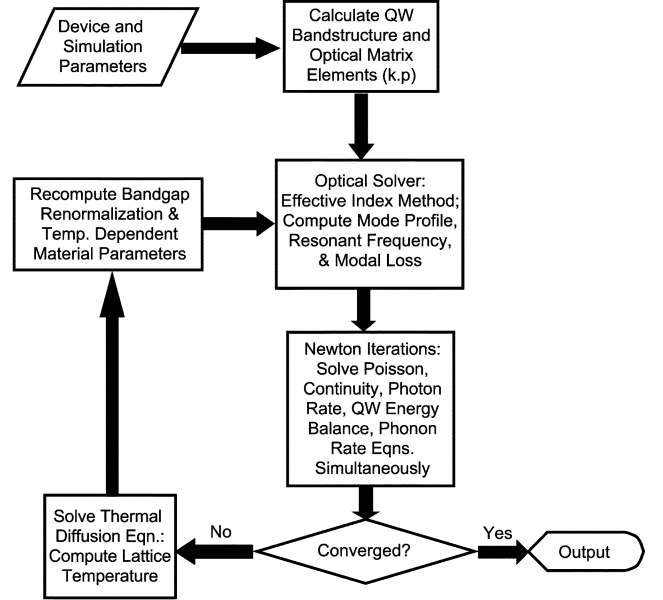 Device and
Simulation
Parameters
Calculate QW
Bandstructure and
Optical Matrix
Elements (k.p)
Recompute Bandgap
Renormalization &
Temp. Dependent
Material Parameters
Optical Solver:
Effective Index Method;
Compute Mode Profile,
Resonant Frequency,
& Modal Loss
Newton Iterations:
Solve Poisson,
Continuity, Photon
Rate, QW Energy
Balance, Phonon
Rate Eqns.
Simultaneously
Solve Thermal
Diffusion Eqn.:
Compute Lattice
Temperature
No
Converged?
Yes
Output